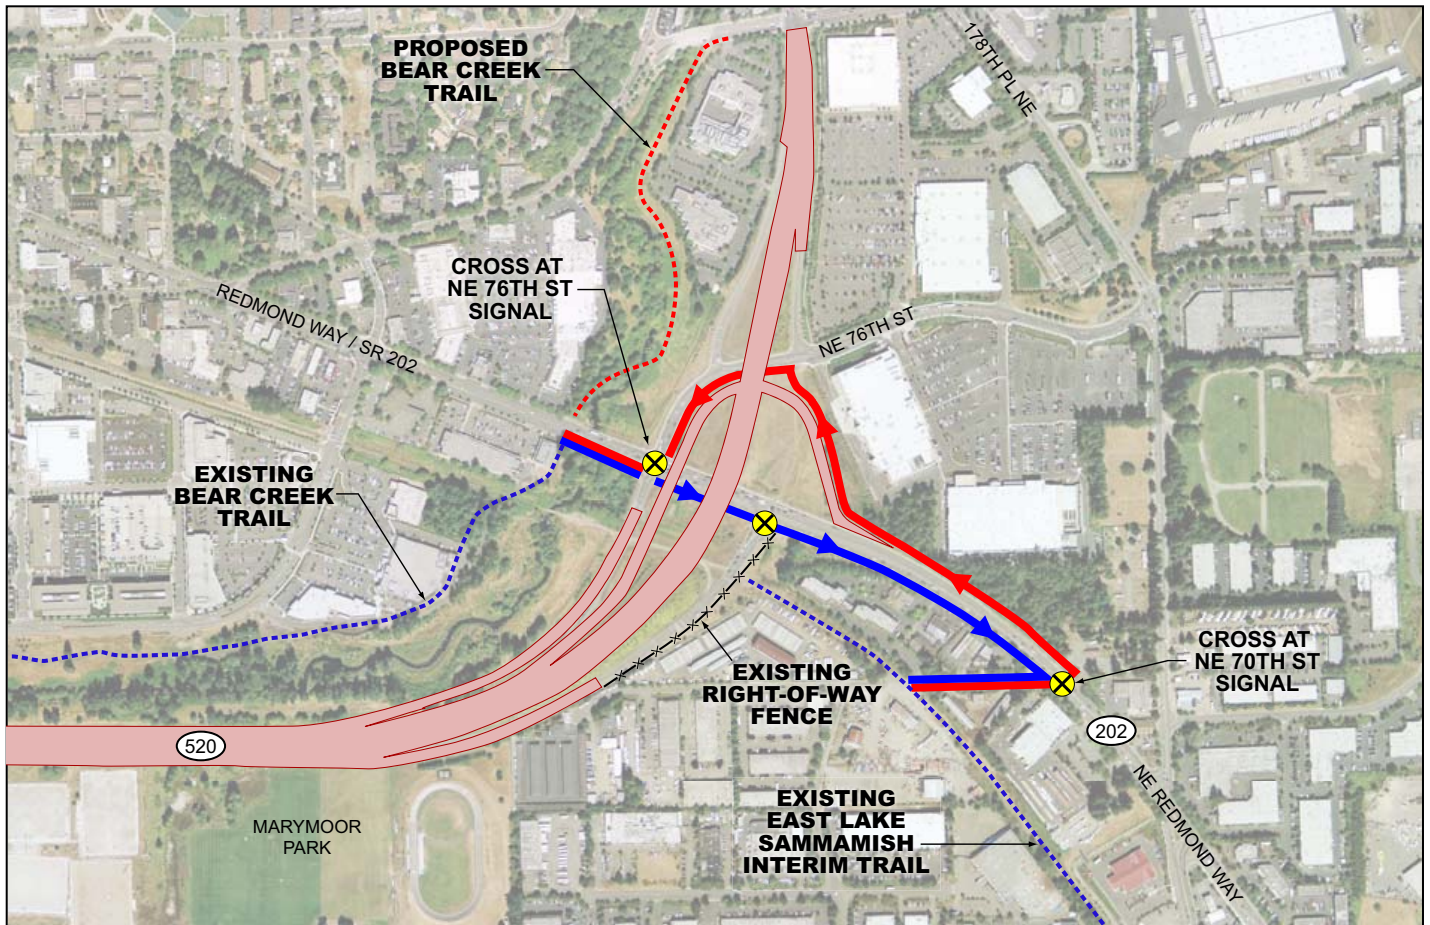 PROPOSED
BEAR CREEK
TRAIL
178TH PL NE
CROSS AT
NE 76TH ST
SIGNAL
REDMOND WAY / SR 202
NE 76TH ST
EXISTING
BEAR CREEK
TRAIL
CROSS AT
NE 70TH ST
SIGNAL
EXISTING
RIGHT-OF-WAY
FENCE
520
202
NE REDMOND WAY
EXISTING
EAST LAKE
SAMMAMISH
INTERIM TRAIL
MARYMOOR
PARK